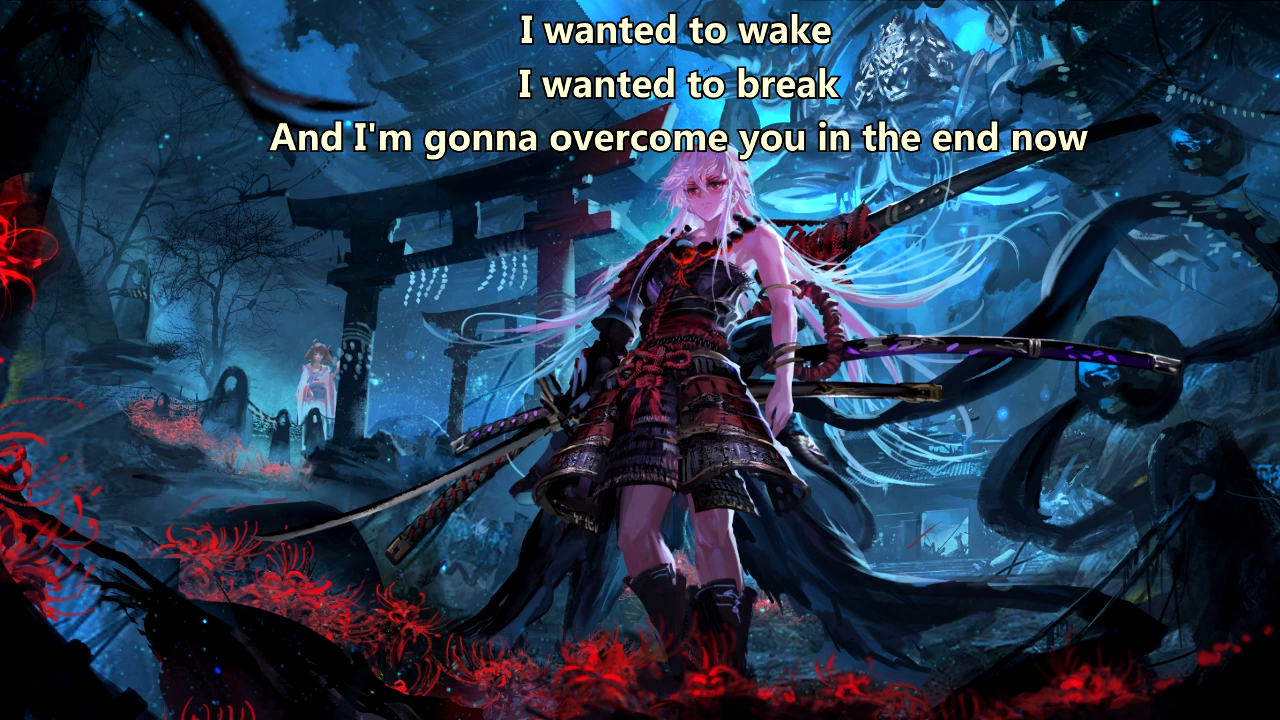 I wanted to wake
I wanted to break
And I'm gonna overcome you in the end now